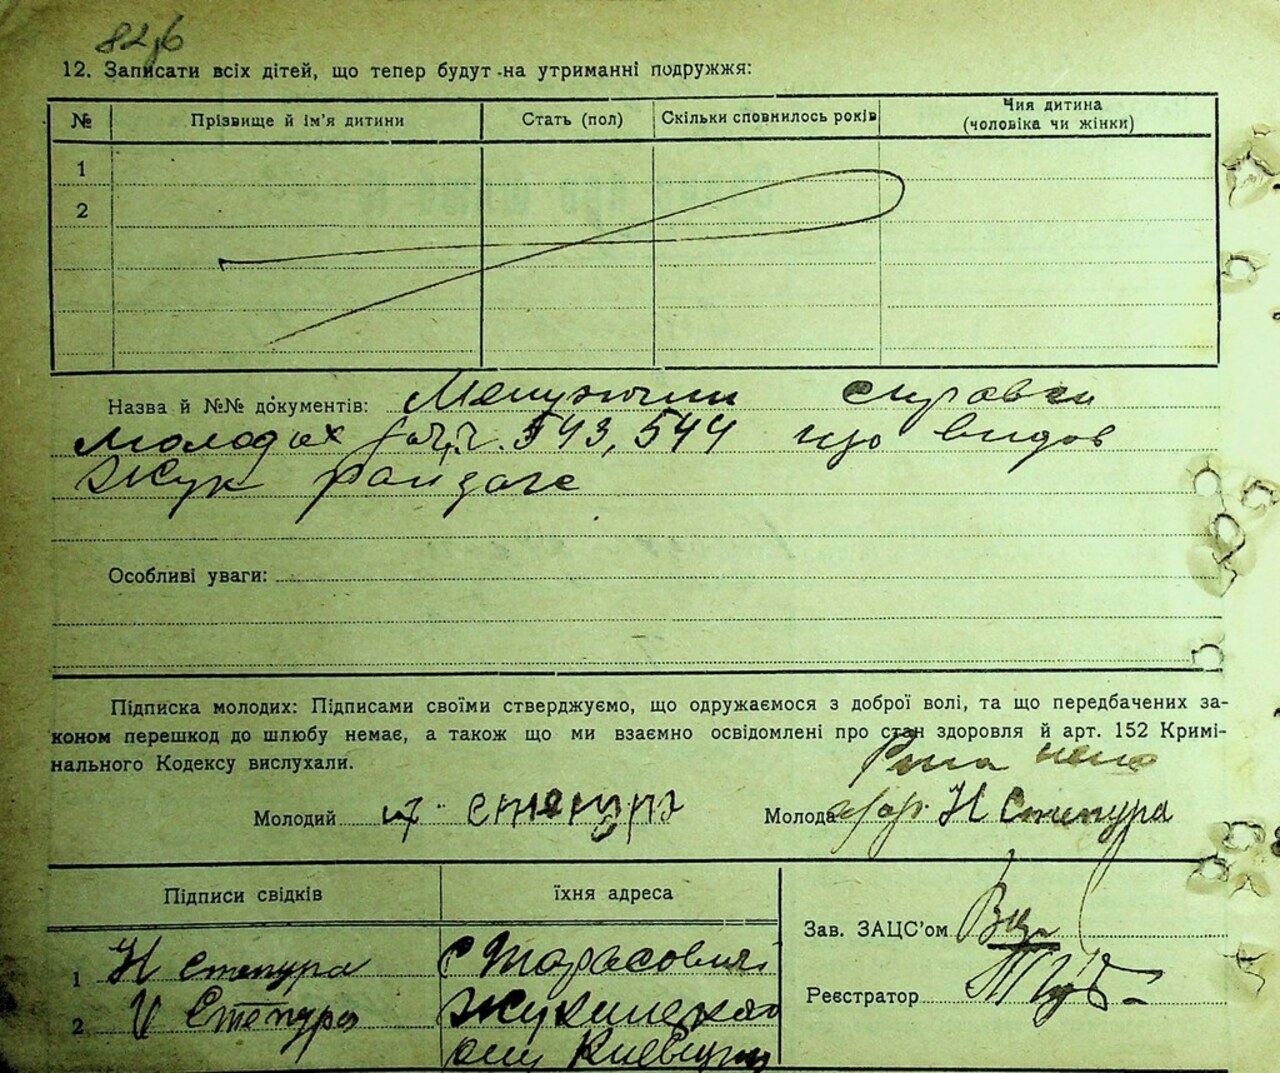 12. Записати всіх дітей, що тепер будут на утриманні подружжя:
№ Прізвище й ім'я дитини Стать (пол) Скільки сповнилось років Чия дитина (чоловіка чи жінки)
1
2
Назва й №№ документів: справки
молодих 543, 544 що видов
Жук
Особливі уваги:
Підписка молодих: Підписами своїми стверджуємо, що одружаємося з доброї волі, та що передбачених за-
коном перешкод до шлюбу немає, а також що ми взаємно освідомлені про стан здоровля й арт. 152 Кримі-
нального Кодексу вислухали.
Молодий степура Молода Н Степура
Підписи свідків їхня адреса
Зав. ЗАЦС'ом
1 Н степура с Тарасовичі
Реєстратор
2 Степура